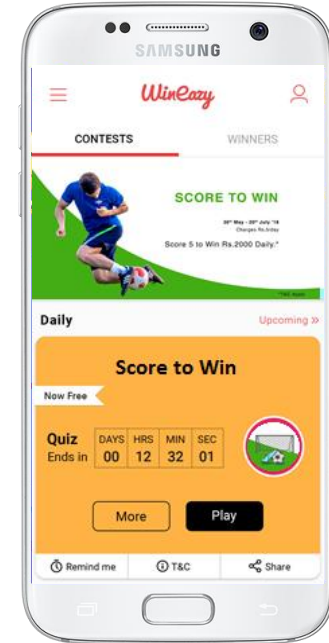 SAMSUNG
WinEazy
CONTESTS WINNERS
SCORE TO WIN
Score 5 to Win Rs.2000 Daily.*
Daily Upcoming »
Score to Win
Now Free
Quiz
Ends in
DAYS HRS MIN SEC
00 12 32 01
More Play
Remind me T&C Share